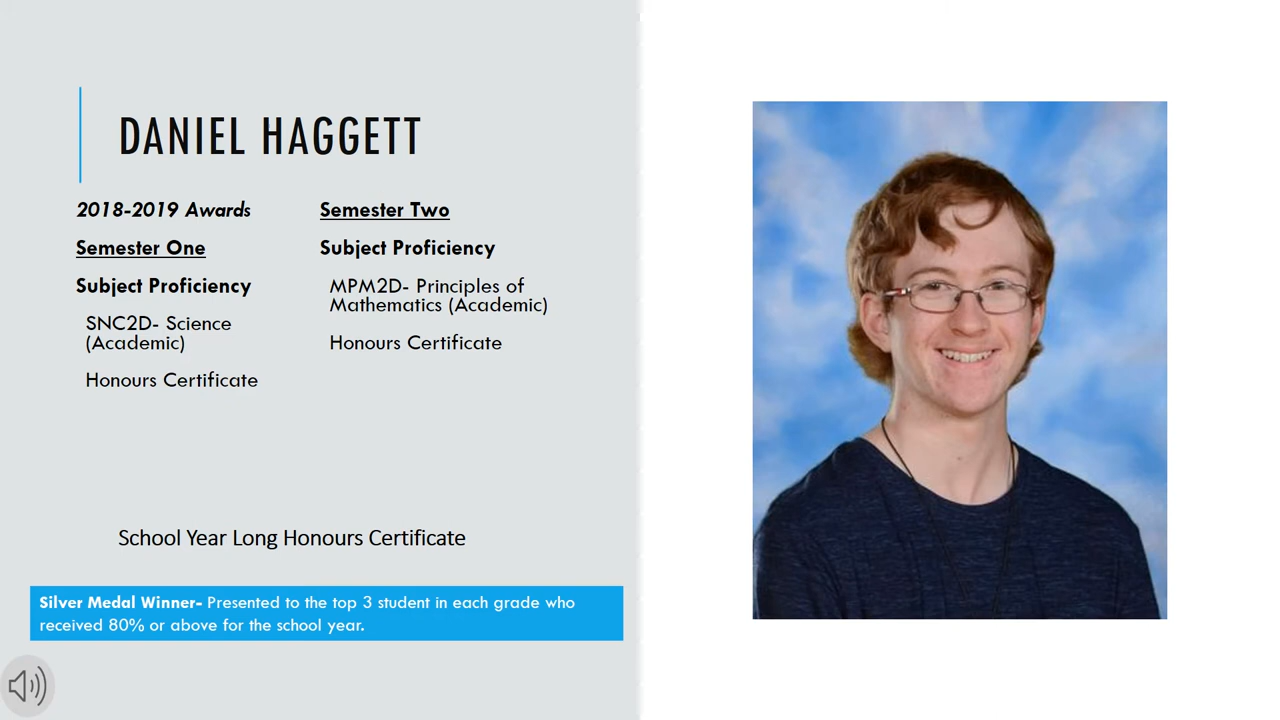 DANIEL HAGGETT
2018-2019 Awards
Semester One
Subject Proficiency
SNC2D- Science
(Academic)
Honours Certificate
Semester Two
Subject Proficiency
MPM2D- Principles of
Mathematics (Academic)
Honours Certificate
School Year Long Honours Certificate
Silver Medal Winner- Presented to the top 3 student in each grade who
received 80% or above for the school year.